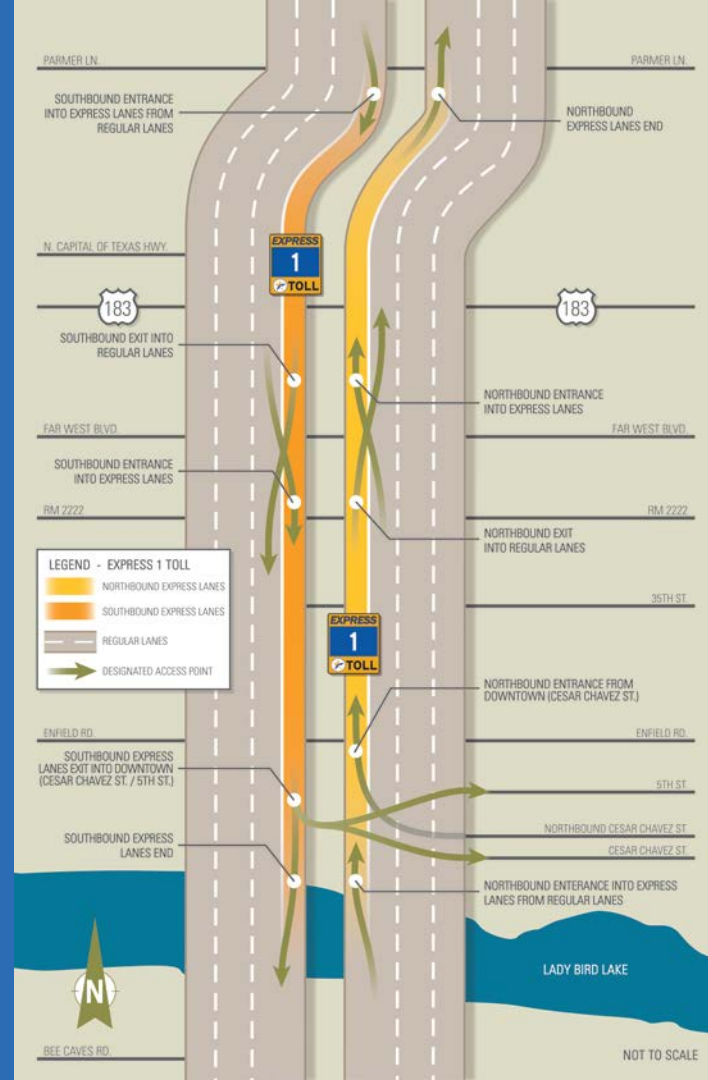 PARMER LN.
PARMER LN.
SOUTHBOUND ENTRANCE
INTO EXPRESS LANES FROM
REGULAR LANES
NORTHBOUND
EXPRESS LANES END
N. CAPITAL OF TEXAS HWY.
EXPRESS
1
TOLL
183
183
SOUTHBOUND EXIT INTO
REGULAR LANES
NORTHBOUND ENTRANCE
INTO EXPRESS LANES
FAR WEST BLVD.
FAR WEST BLVD.
SOUTHBOUND ENTRANCE
INTO EXPRESS LANES
RM 2222
RM 2222
NORTHBOUND EXIT
INTO REGULAR LANES
LEGEND - EXPRESS 1 TOLL
NORTHBOUND EXPRESS LANES
SOUTHBOUND EXPRESS LANES
REGULAR LANES
DESIGNATED ACCESS POINT
35TH ST.
EXPRESS
1
TOLL
NORTHBOUND ENTRANCE FROM
DOWNTOWN (CESAR CHAVEZ ST.)
ENFIELD RD.
ENFIELD RD.
SOUTHBOUND EXPRESS
LANES EXIT INTO DOWNTOWN
(CESAR CHAVEZ ST. / 5TH ST.)
5TH ST.
NORTHBOUND CESAR CHAVEZ ST
CESAR CHAVEZ ST.
SOUTHBOUND EXPRESS
LANES END
NORTHBOUND ENTERANCE INTO EXPRESS
LANES FROM REGULAR LANES
LADY BIRD LAKE
N
BEE CAVES RD.
NOT TO SCALE